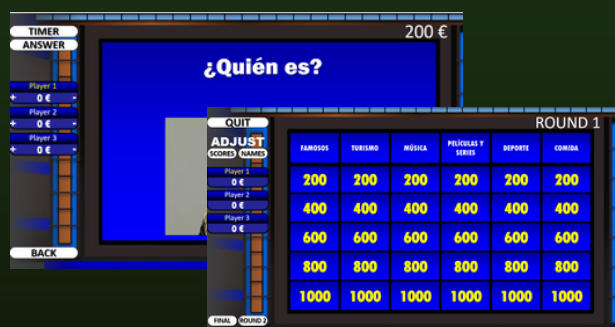 TIMER
ANSWER
200 €
¿Quién es?
Player 1
+ 0 € -
Player 2
+ 0 € -
Player 3
+ 0 € -
BACK
QUIT
ROUND 1
ADJUST
SCORES NAMES
Player 1
0 €
Player 2
0 €
Player 3
0 €
FAMOSOS TURISMO MÚSICA PELÍCULAS Y SERIES DEPORTE COMIDA
200 200 200 200 200 200
400 400 400 400 400 400
600 600 600 600 600 600
800 800 800 800 800 800
1000 1000 1000 1000 1000 1000
FINAL ROUND 2